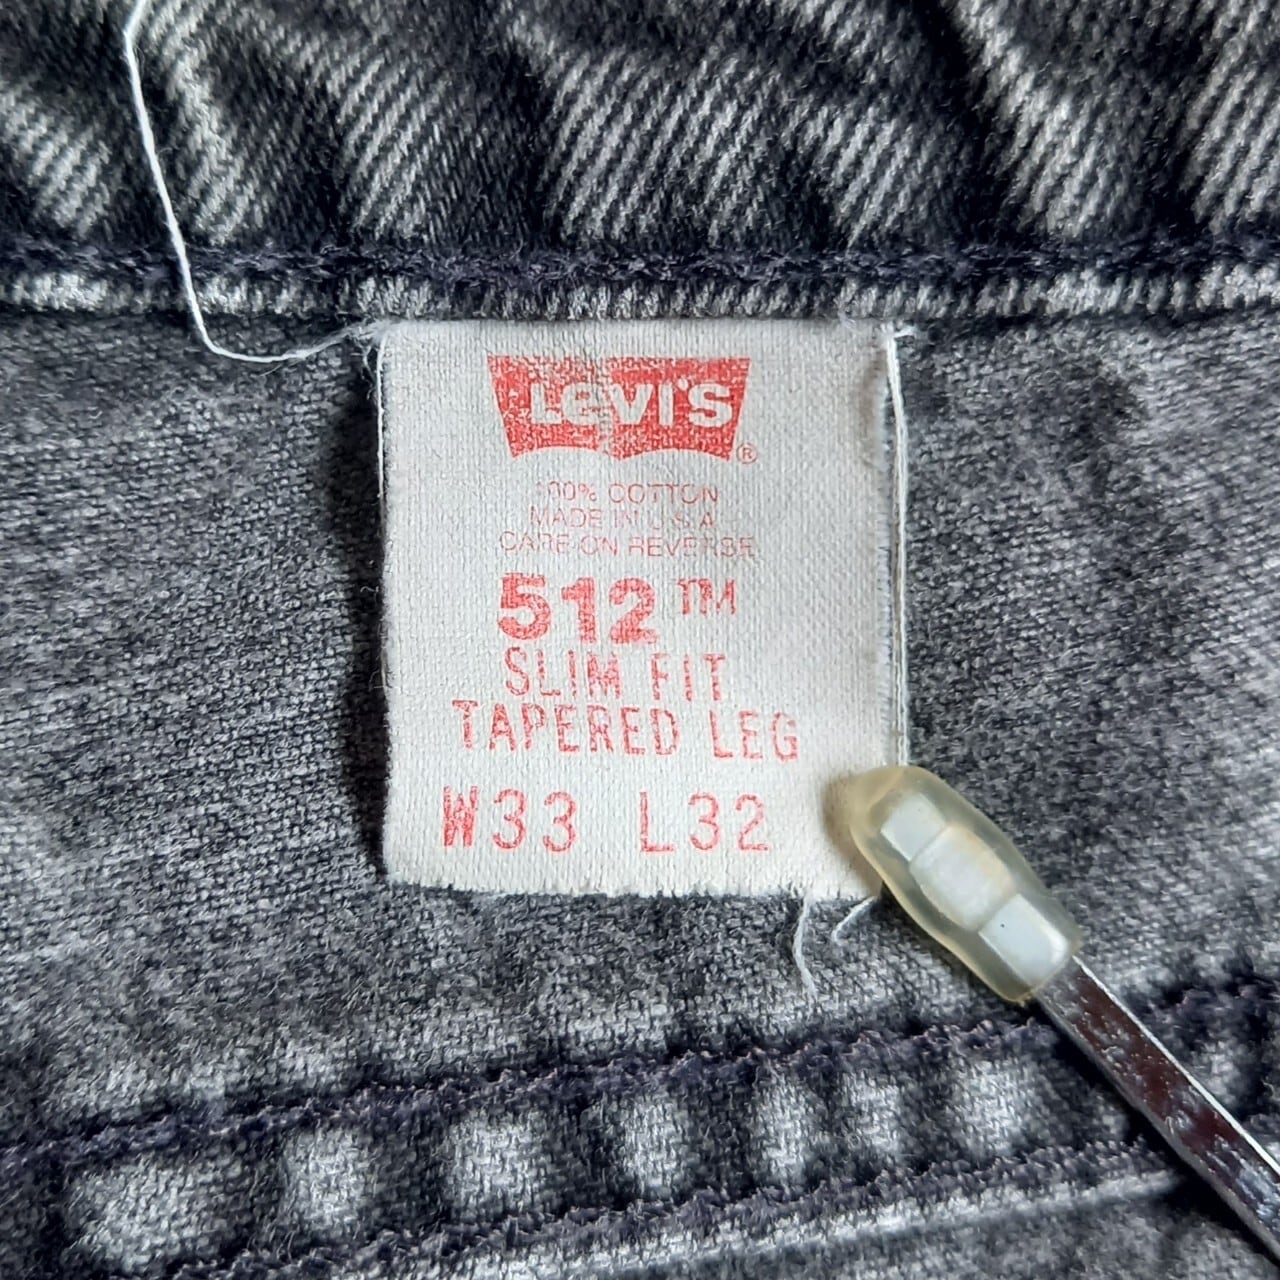 LEVI'S ®
100% COTTON
MADE IN U.S.A.
CARE ON REVERSE
512™
SLIM FIT
TAPERED LEG
W33 L32